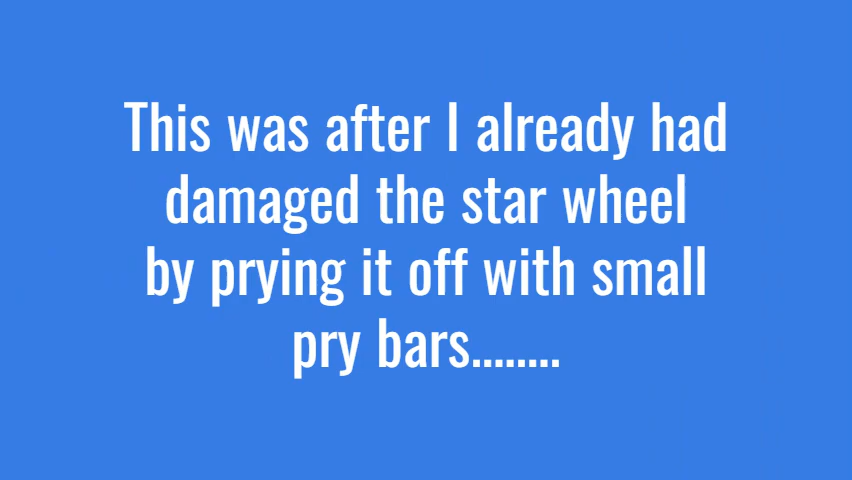 This was after I already had
damaged the star wheel
by prying it off with small
pry bars........